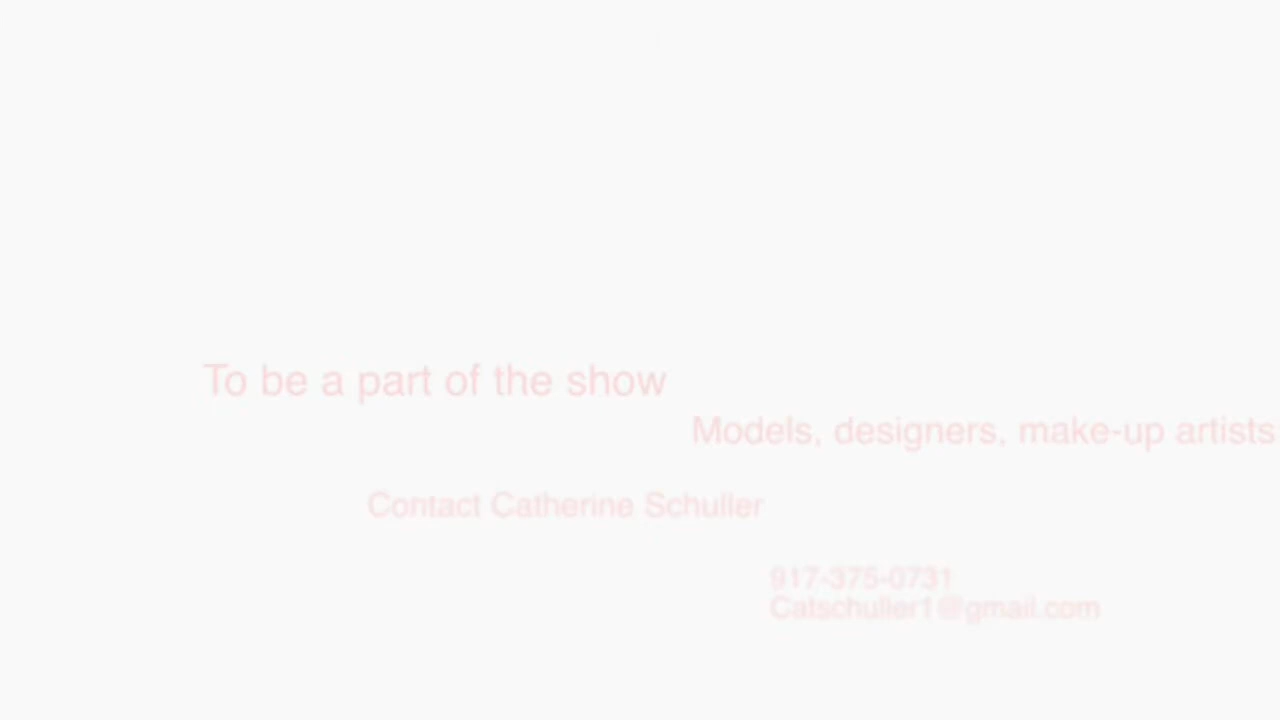 To be a part of the show
Models, designers, make-up artists
Contact Catherine Schuller
917-375-0731
Catschuller1@gmail.com